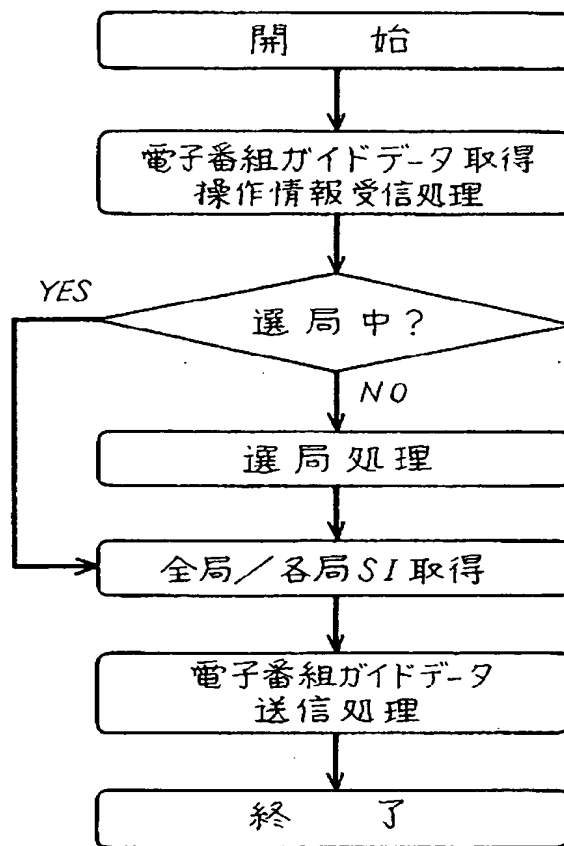 開 始
電子番組ガイドデータ取得
操作情報受信処理
YES
選局中?
NO
選局処理
全局/各局SI取得
電子番組ガイドデータ
送信処理
終 了